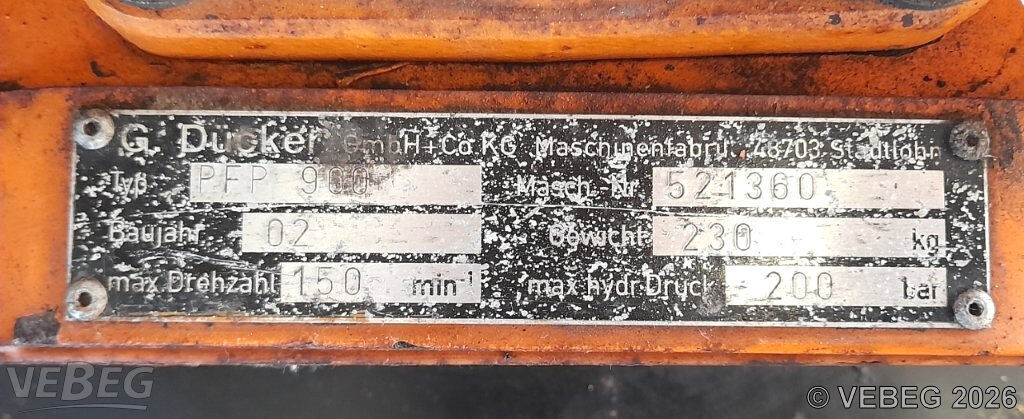 G. Dücker GmbH+Co KG Maschinenfabrik 48703 Stadtlohn
Typ PFP 900 Masch. Nr. 521360
Baujahr 02 Gewicht 230 kg
max. Drehzahl 150 min-1 max. hydr. Druck 200 bar
VEBEG
© VEBEG 2026